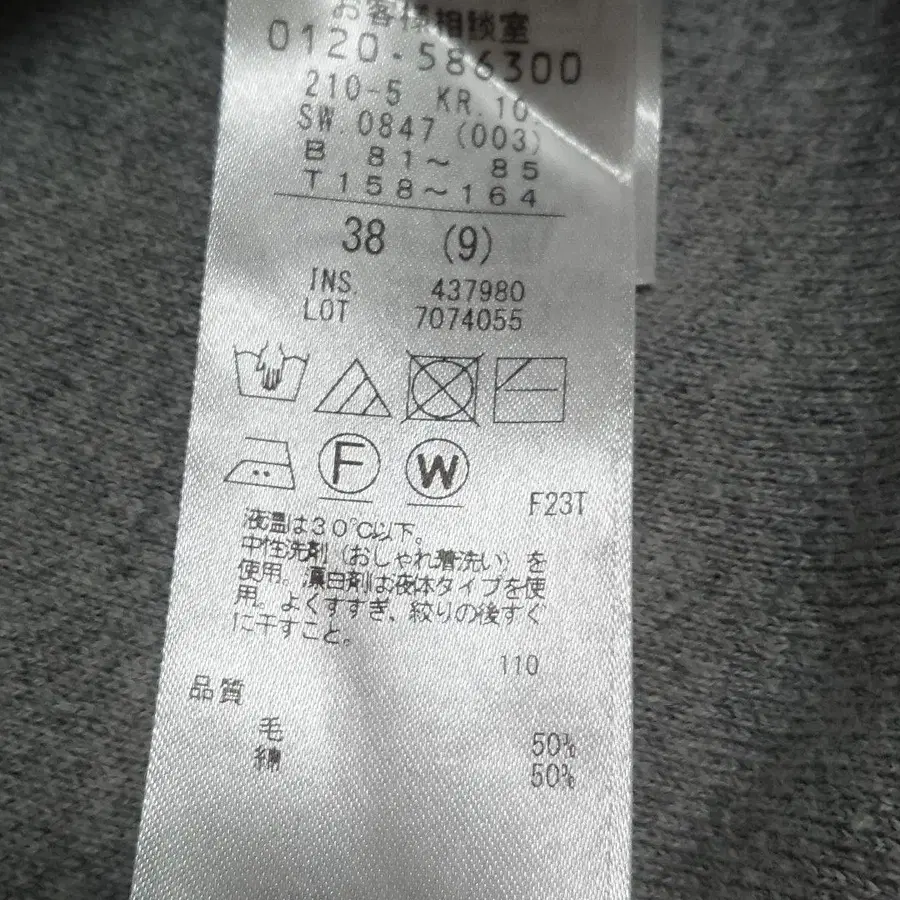 お客様相談室
0120-586300
210-5 KR.10
SW.0847 (003)
B 81～ 85
T158～164
38 (9)
INS. 437980
LOT 7074055
F
W
F23T
液温は30℃以下。
中性洗剤（おしゃれ着洗い）を
使用。漂白剤は液体タイプを使
用。よくすすぎ、絞りの後すぐ
に干すこと。
110
品質
毛 50%
綿 50%